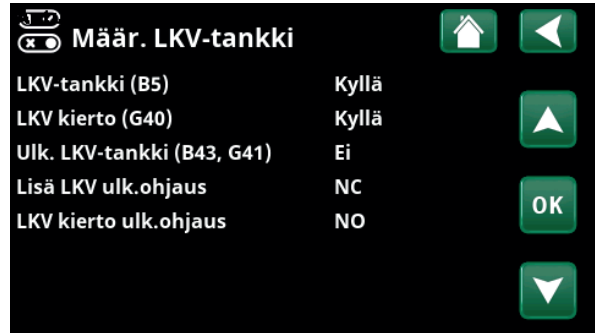 Määr. LKV-tankki
LKV-tankki (B5) Kyllä
LKV kierto (G40) Kyllä
Ulk. LKV-tankki (B43, G41) Ei
Lisä LKV ulk.ohjaus NC
LKV kierto ulk.ohjaus NO
OK